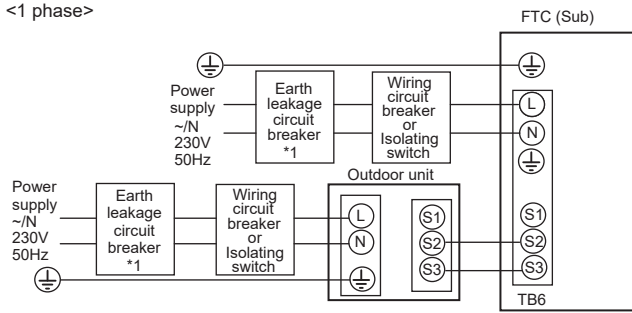 <1 phase>
FTC (Sub)
Power
supply
~/N
230V
50Hz
Earth
leakage
circuit
breaker
*1
Wiring
circuit
breaker
or
Isolating
switch
L
N
Outdoor unit
Power
supply
~/N
230V
50Hz
Earth
leakage
circuit
breaker
*1
Wiring
circuit
breaker
or
Isolating
switch
L
N
S1
S2
S3
S1
S2
S3
TB6